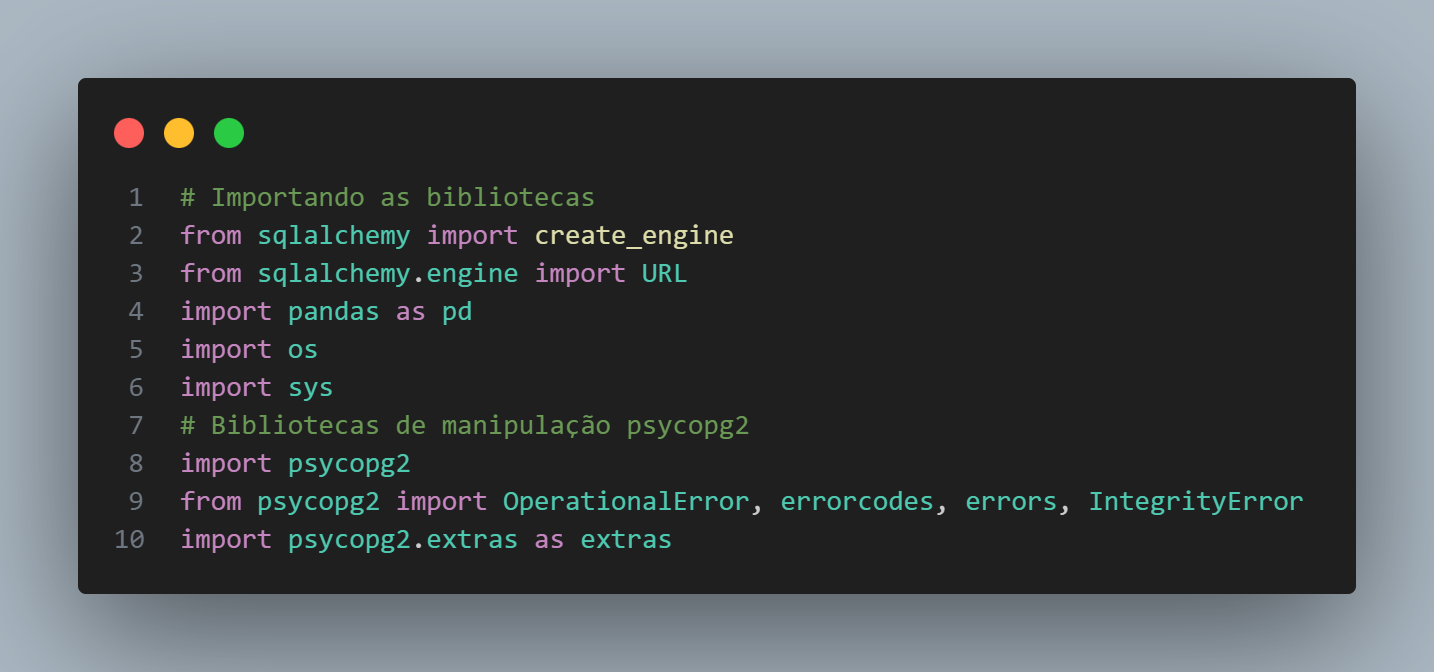 1 # Importando as bibliotecas
2 from sqlalchemy import create_engine
3 from sqlalchemy.engine import URL
4 import pandas as pd
5 import os
6 import sys
7 # Bibliotecas de manipulação psycopg2
8 import psycopg2
9 from psycopg2 import OperationalError, errorcodes, errors, IntegrityError
10 import psycopg2.extras as extras